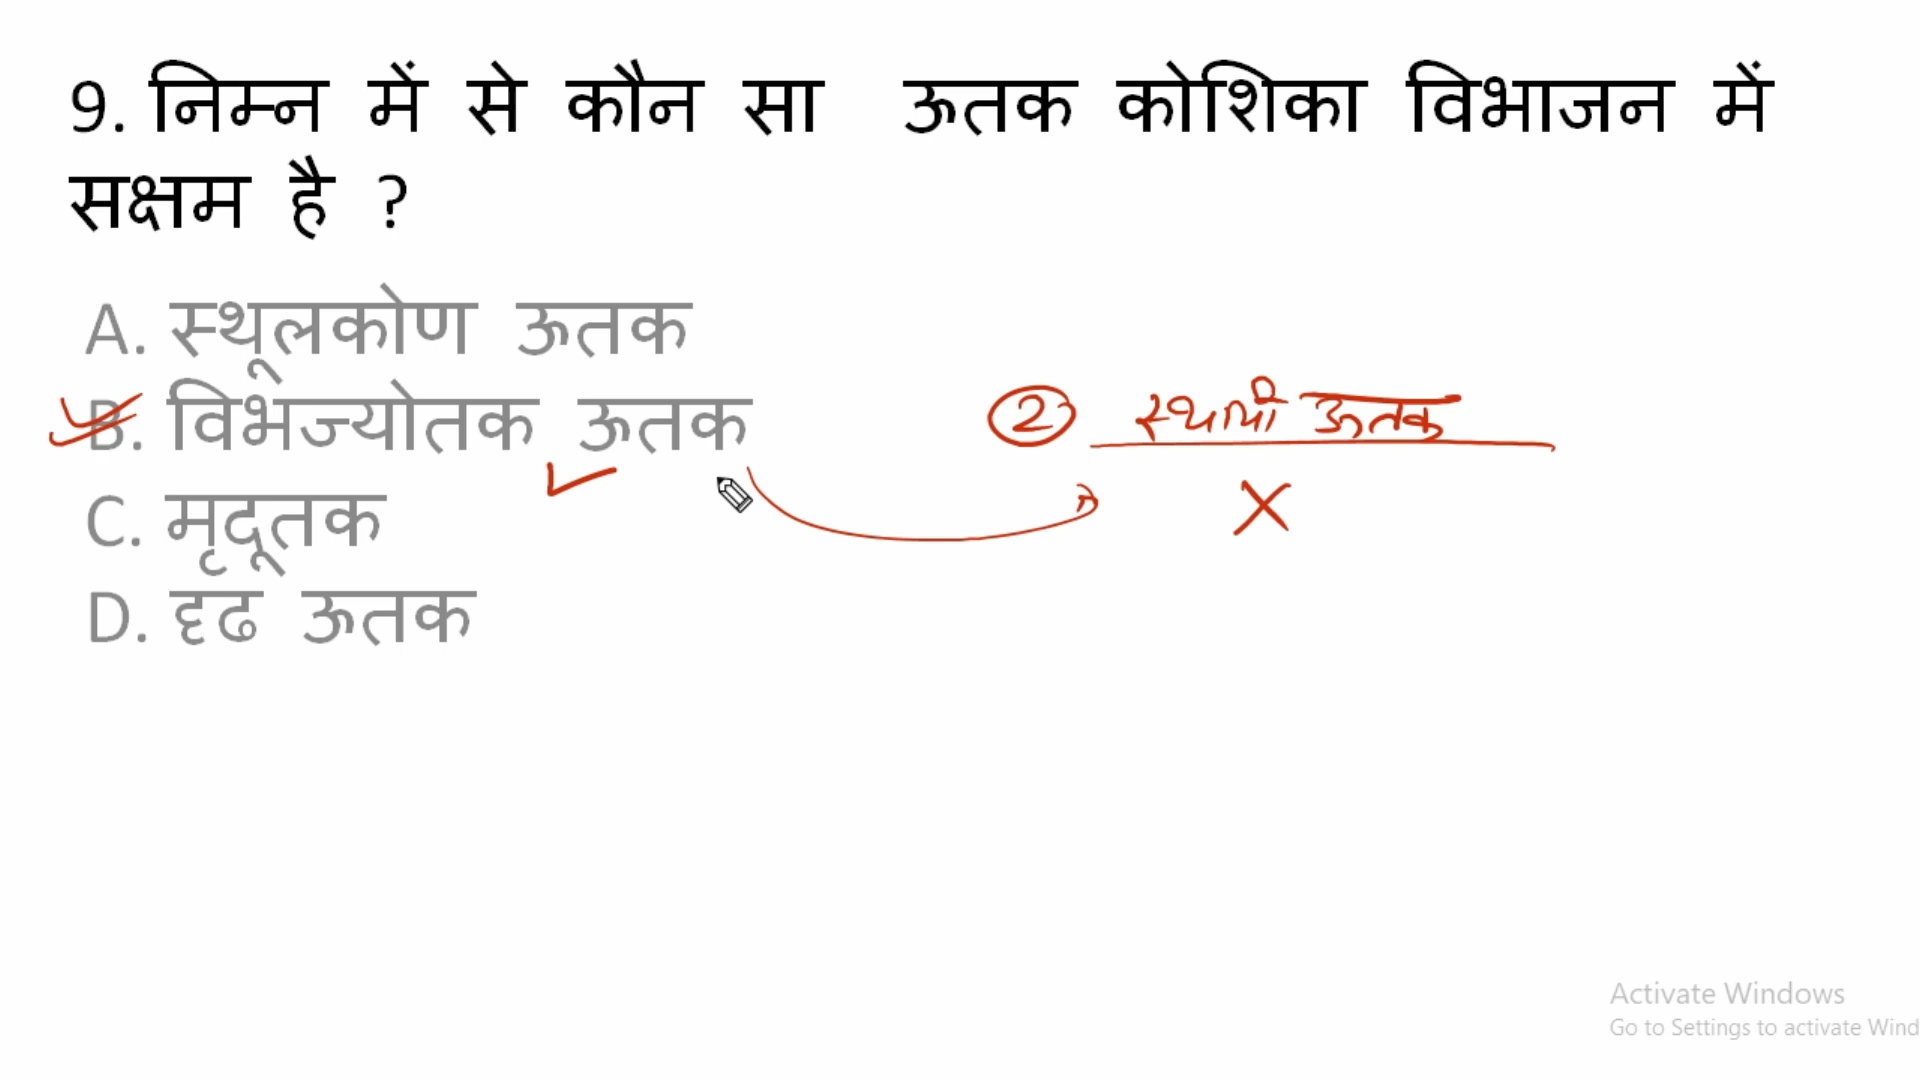 9. निम्न में से कौन सा ऊतक कोशिका विभाजन में
सक्षम है ?
A. स्थूलकोण ऊतक
B. विभज्योतक ऊतक
2 स्थायी ऊतक
C. मृदूतक
D. दृढ ऊतक
Activate Windows
Go to Settings to activate Wind